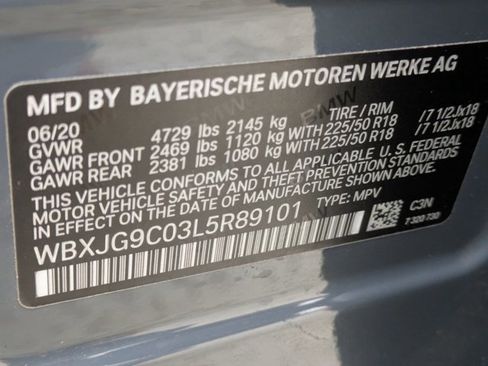 MFD BY BAYERISCHE MOTOREN WERKE AG
06/20 TIRE / RIM
GVWR 4729 lbs 2145 kg
GAWR FRONT 2469 lbs 1120 kg WITH 225/50 R18 /7 1/2Jx18
GAWR REAR 2381 lbs 1080 kg WITH 225/50 R18 /7 1/2Jx18
THIS VEHICLE CONFORMS TO ALL APPLICABLE U. S. FEDERAL
MOTOR VEHICLE SAFETY AND THEFT PREVENTION STANDARDS
IN EFFECT ON THE DATE OF MANUFACTURE SHOWN ABOVE.
WBXJG9C03L5R89101 TYPE: MPV
C3N
7 320 730